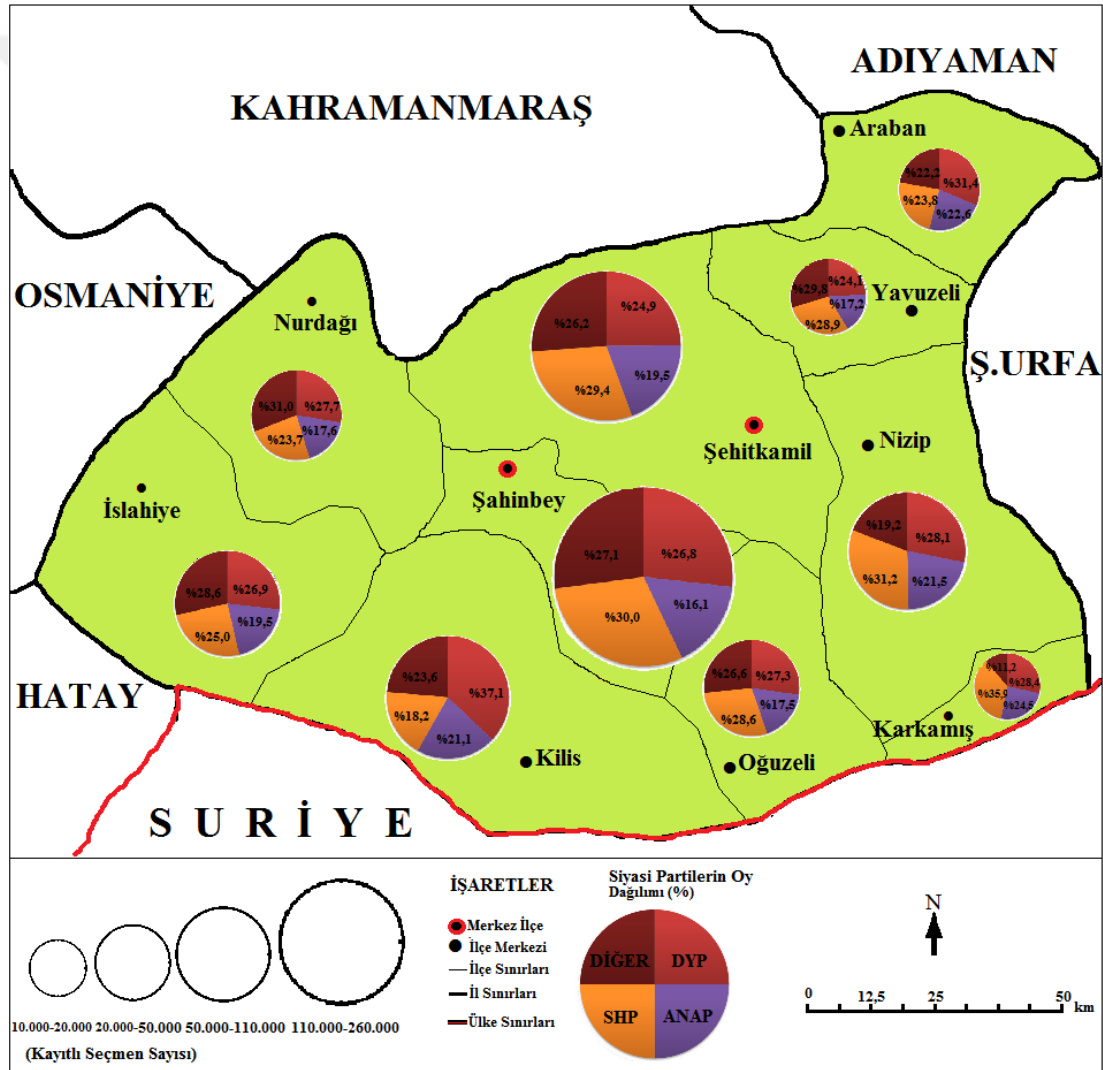 ADIYAMAN
KAHRAMANMARAŞ
Araban
%22,2
%31,4
%23,8
%22,6
OSMANİYE
Nurdağı
%29,8
%24,1
Yavuzeli
%17,2
%28,9
%26,2
%24,9
%19,5
%29,4
Ş.URFA
%31,0
%27,7
%17,6
%23,7
Şehitkamil
Nizip
İslahiye
Şahinbey
%27,1
%26,8
%16,1
%30,0
%19,2
%28,1
%31,2
%21,5
%28,6
%26,9
%19,5
%25,0
HATAY
%23,6
%37,1
%18,2
%21,1
%26,6
%27,3
%17,5
%28,6
%11,2
%28,4
%35,9
%24,5
Karkamış
Kilis
Oğuzeli
S U R İ Y E
10.000-20.000 20.000-50.000 50.000-110.000 110.000-260.000
(Kayıtlı Seçmen Sayısı)
İŞARETLER
Merkez İlçe
İlçe Merkezi
İlçe Sınırları
İl Sınırları
Ülke Sınırları
Siyasi Partilerin Oy
Dağılımı (%)
DİĞER
DYP
SHP
ANAP
N
0 12,5 25 50
km